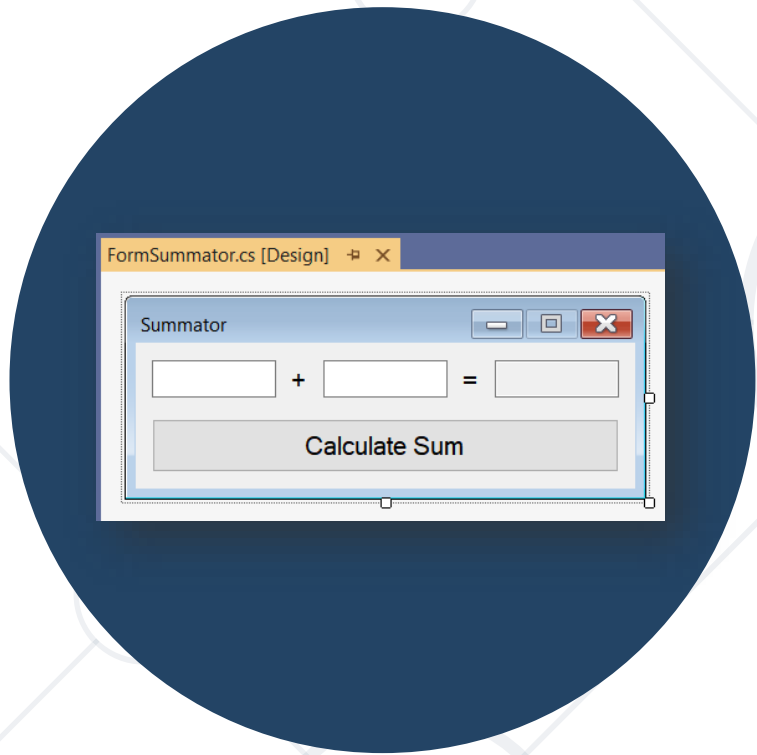 FormSummator.cs [Design]
Summator
+ =
Calculate Sum